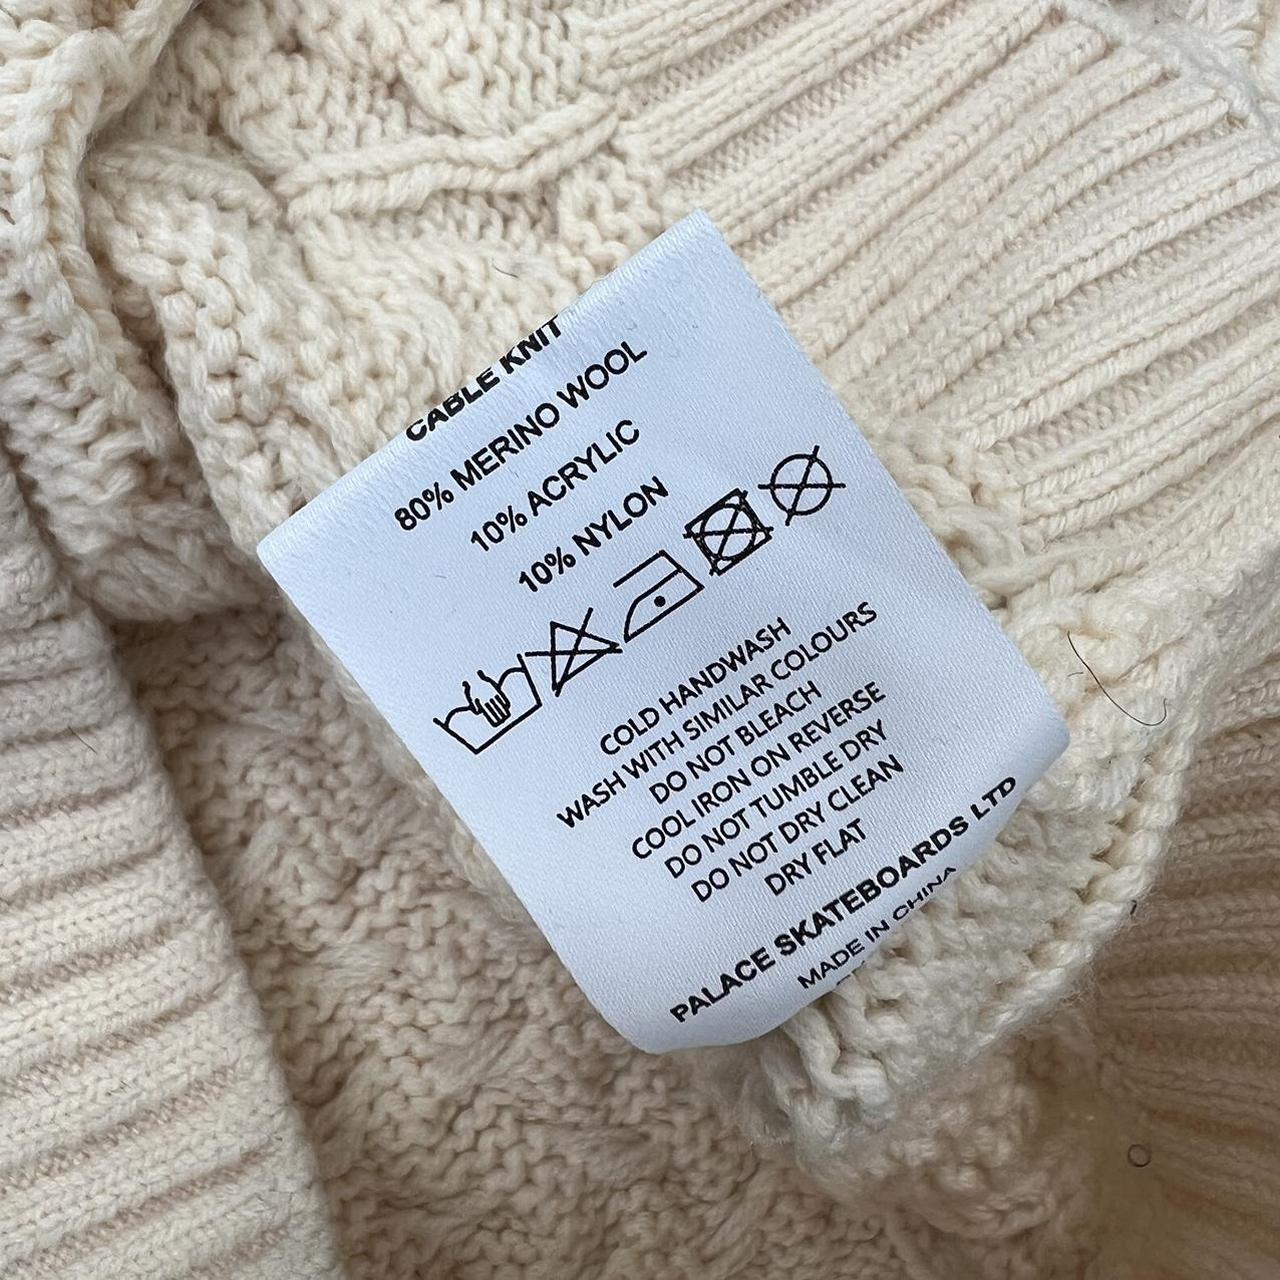 CABLE KNIT
80% MERINO WOOL
10% ACRYLIC
10% NYLON
COLD HANDWASH
WASH WITH SIMILAR COLOURS
DO NOT BLEACH
COOL IRON ON REVERSE
DO NOT TUMBLE DRY
DO NOT DRY CLEAN
DRY FLAT
PALACE SKATEBOARDS LTD
MADE IN CHINA